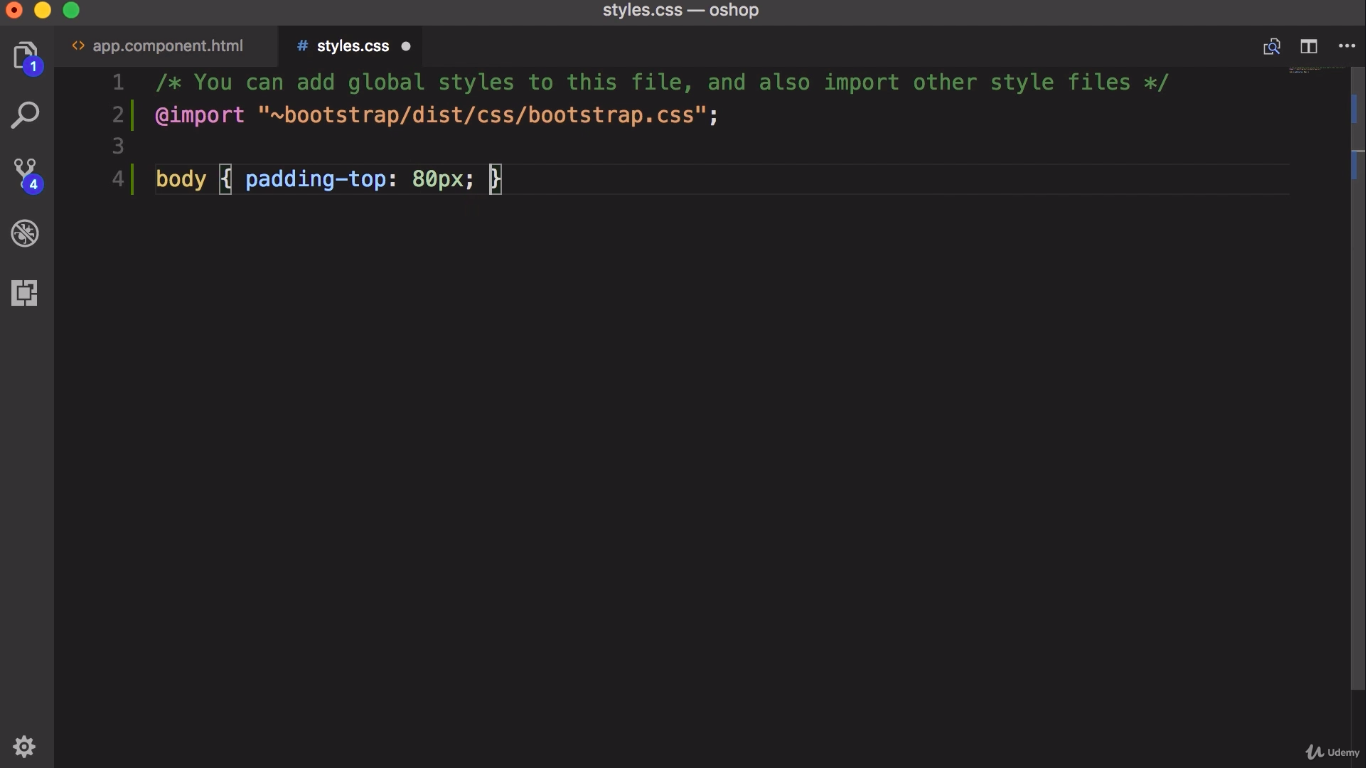 styles.css — oshop
<> app.component.html
# styles.css
1 /* You can add global styles to this file, and also import other style files */
2 @import "~bootstrap/dist/css/bootstrap.css";
3
4 body { padding-top: 80px; }
1
4
Udemy